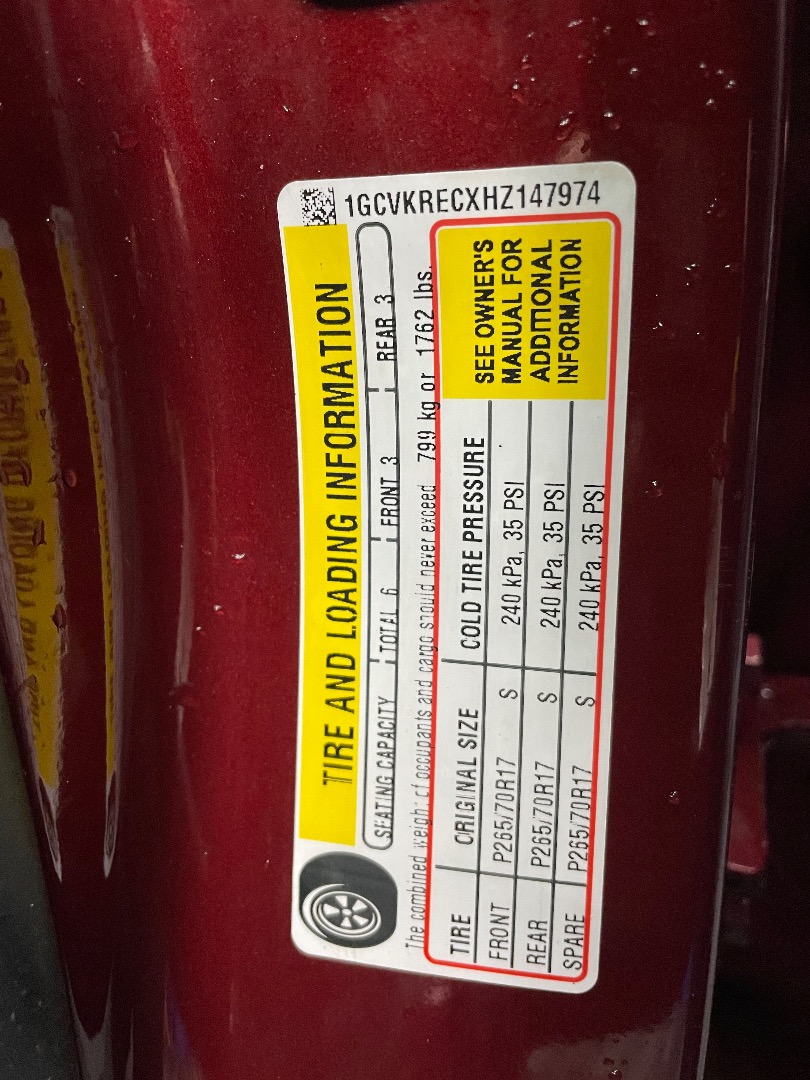 1GCVKRECXHZ147974
TIRE AND LOADING INFORMATION
SEATING CAPACITY TOTAL 6 FRONT 3 REAR 3
The combined weight of occupants and cargo should never exceed 799 kg or 1762 lbs.
TIRE ORIGINAL SIZE COLD TIRE PRESSURE
FRONT P265/70R17 S 240 kPa, 35 PSI
REAR P265/70R17 S 240 kPa, 35 PSI
SPARE P265/70R17 S 240 kPa, 35 PSI
SEE OWNER'S
MANUAL FOR
ADDITIONAL
INFORMATION